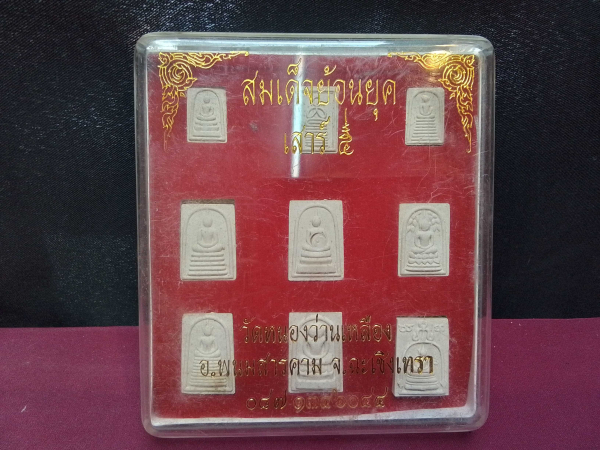 สมเด็จย้อนยุค
เสาร์ ๕
วัดหนองว่านเหลือง
อ.พนมสารคาม จ.ฉะเชิงเทรา